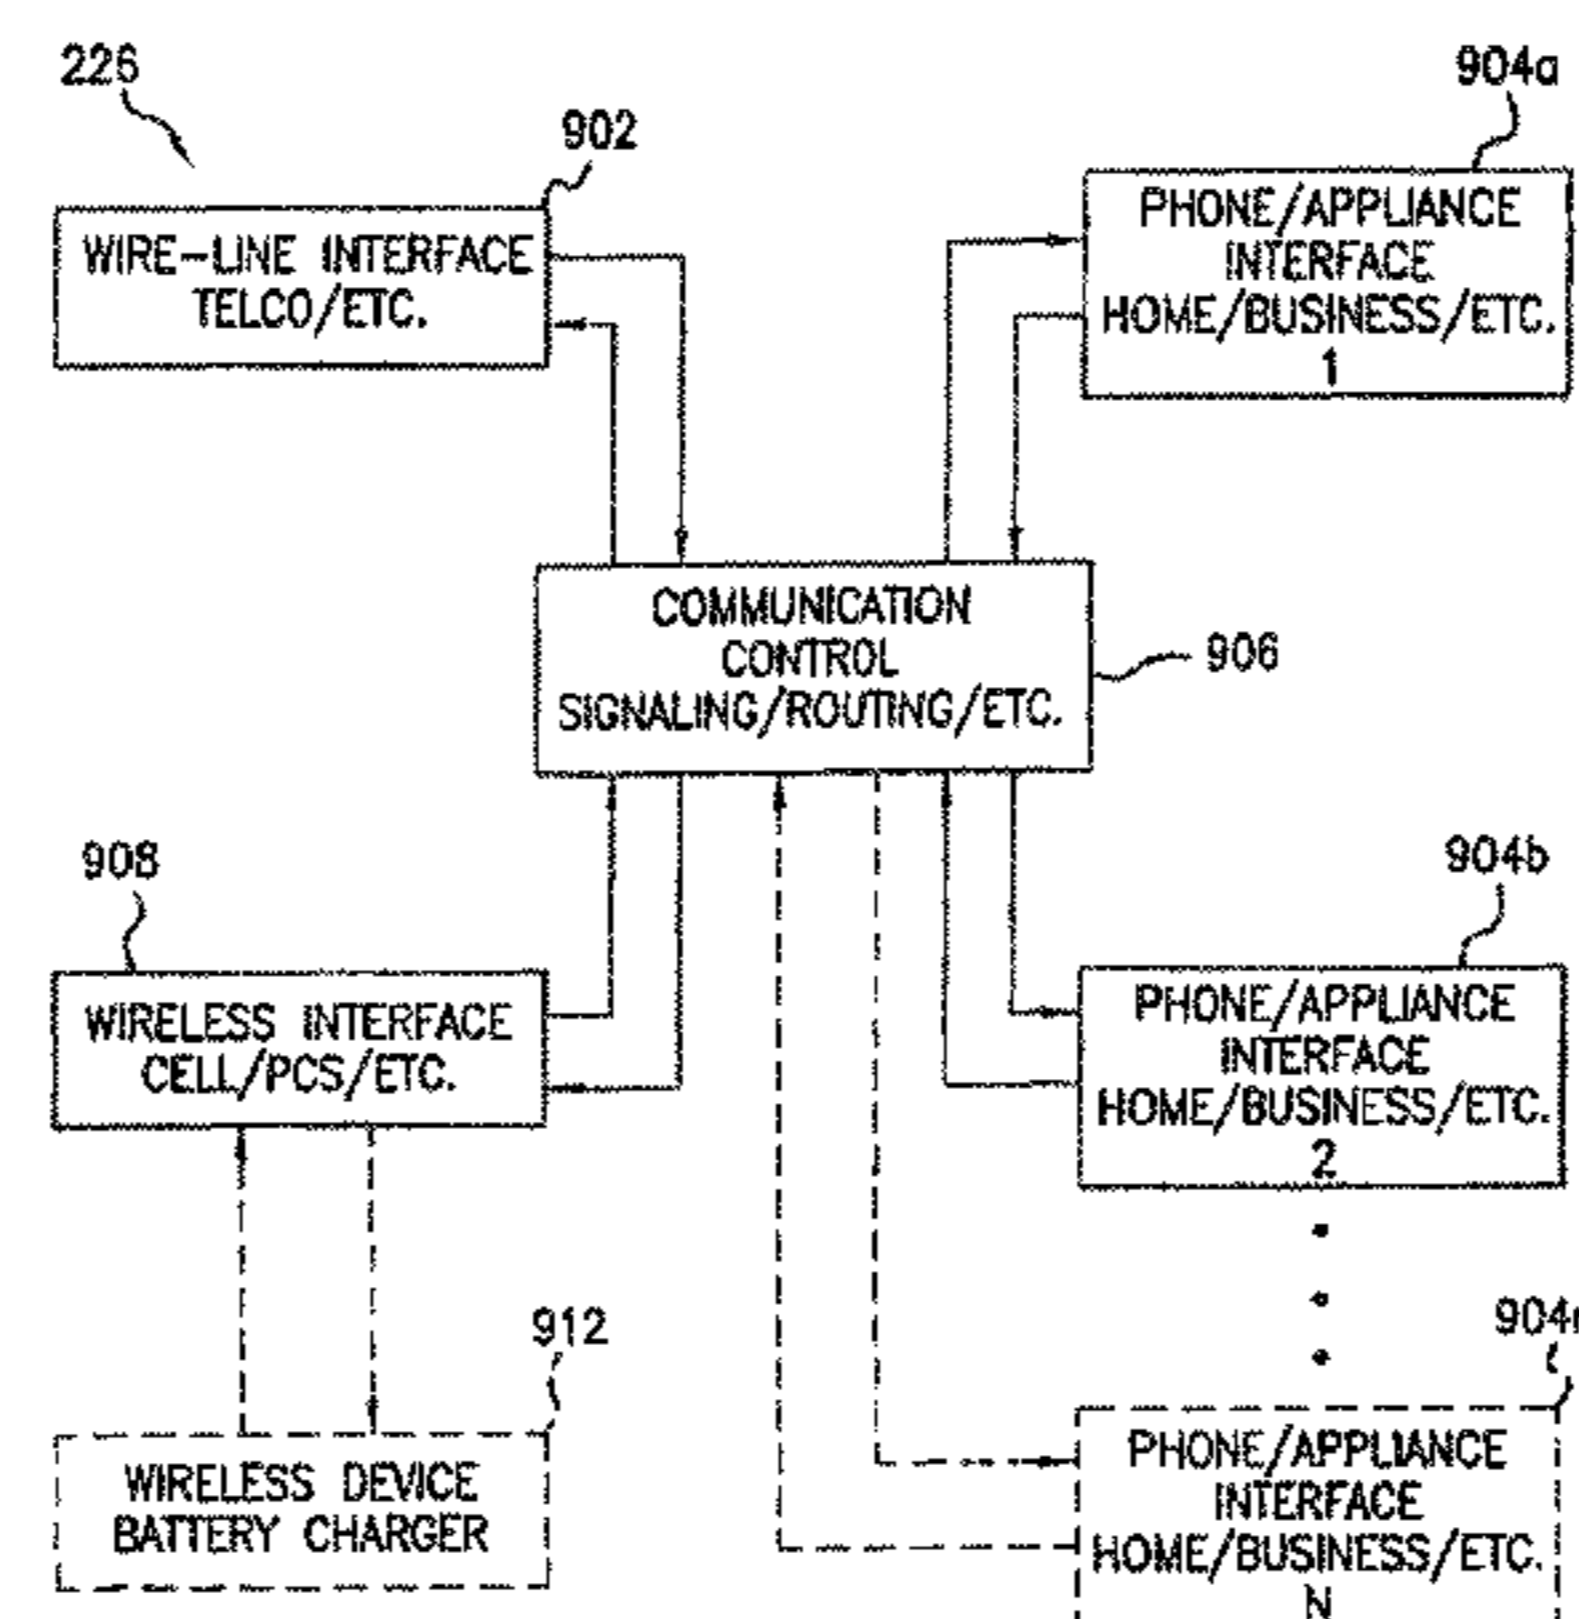 226
902
904a
WIRE-LINE INTERFACE
TELCO/ETC.
PHONE/APPLIANCE
INTERFACE
HOME/BUSINESS/ETC.
1
COMMUNICATION
CONTROL
SIGNALING/ROUTING/ETC.
906
908
904b
WIRELESS INTERFACE
CELL/PCS/ETC.
PHONE/APPLIANCE
INTERFACE
HOME/BUSINESS/ETC.
2
912
WIRELESS DEVICE
BATTERY CHARGER
PHONE/APPLIANCE
INTERFACE
HOME/BUSINESS/ETC.
N